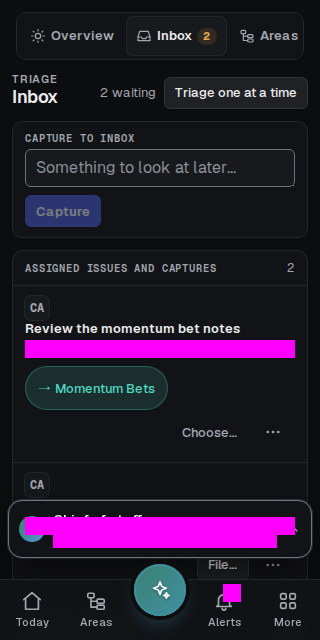 Overview
Inbox 2
Areas
TRIAGE
Inbox
2 waiting
Triage one at a time
CAPTURE TO INBOX
Something to look at later…
Capture
ASSIGNED ISSUES AND CAPTURES 2
CA
Review the momentum bet notes
→ Momentum Bets
Choose…
CA
File…
Today
Areas
Alerts
More